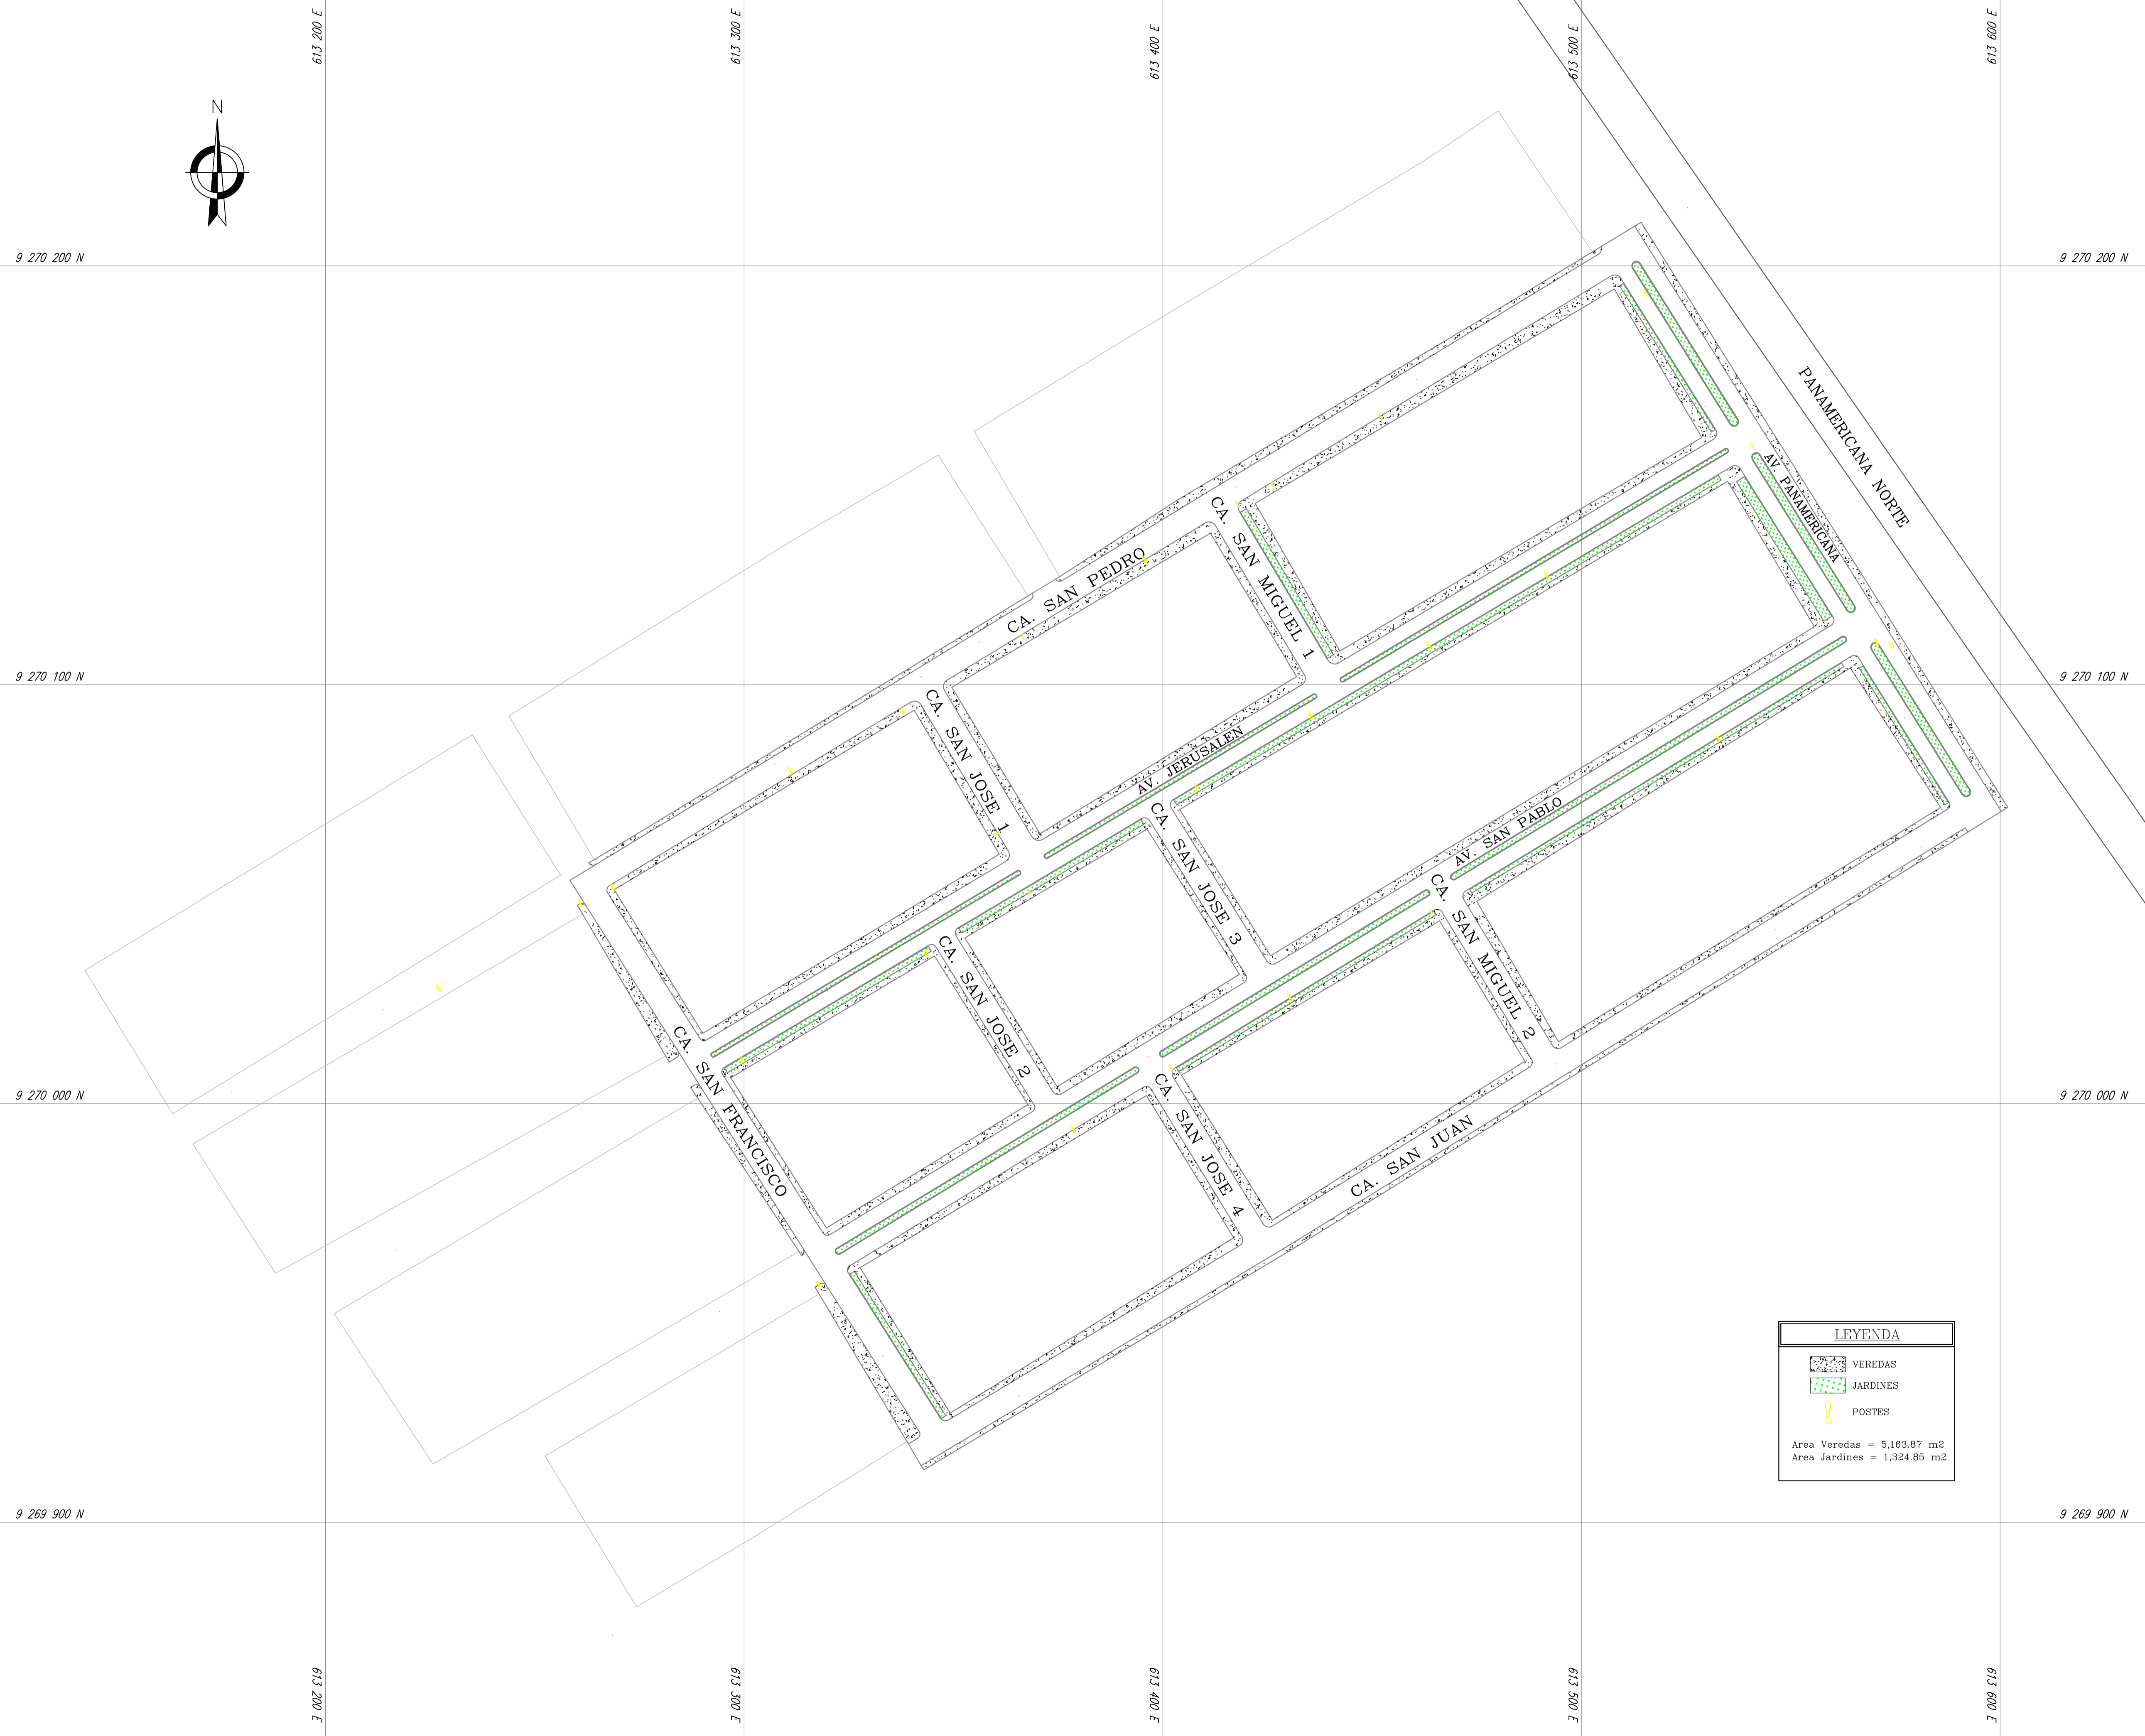 613 200 E
613 300 E
613 400 E
613 500 E
613 600 E
N
9 270 200 N
9 270 200 N
PANAMERICANA NORTE
AV. PANAMERICANA
CA. SAN MIGUEL 1
CA. SAN PEDRO
9 270 100 N
9 270 100 N
CA. SAN JOSE 1
AV. JERUSALEN
CA. SAN JOSE 3
AV. SAN PABLO
CA. SAN MIGUEL 2
CA. SAN JOSE 2
CA. SAN FRANCISCO
CA. SAN JOSE 4
9 270 000 N
9 270 000 N
CA. SAN JUAN
LEYENDA
VEREDAS
JARDINES
POSTES
Area Veredas = 5,163.87 m2
Area Jardines = 1,324.85 m2
9 269 900 N
9 269 900 N
613 200 E
613 300 E
613 400 E
613 500 E
613 600 E